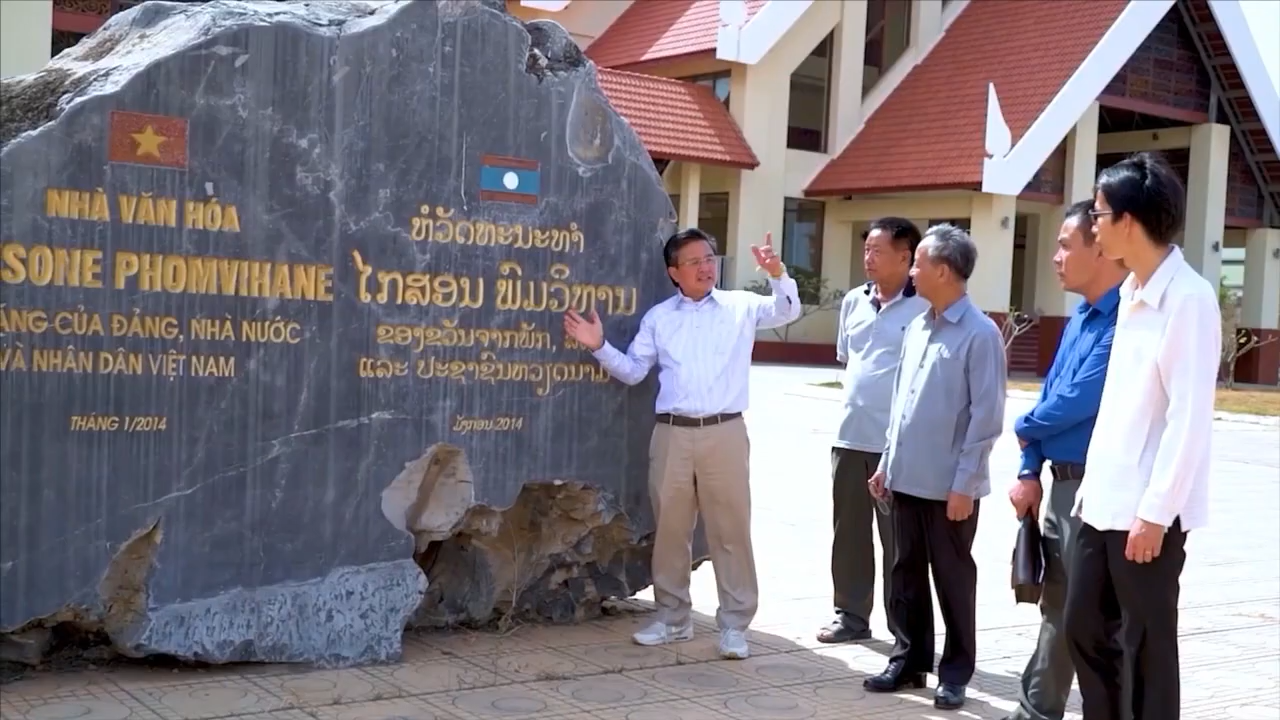 NHÀ VĂN HÓA
SONE PHOMVIHANE
ẶNG CỦA ĐẢNG, NHÀ NƯỚC
VÀ NHÂN DÂN VIỆT NAM
THÁNG 1/2014
ຫໍວັດທະນະທຳ
ໄກສອນ ພົມວິຫານ
ຂອງຂວັນຈາກພັກ,
ແລະ ປະຊາຊົນຫວຽດນາມ
ມັງກອນ 2014